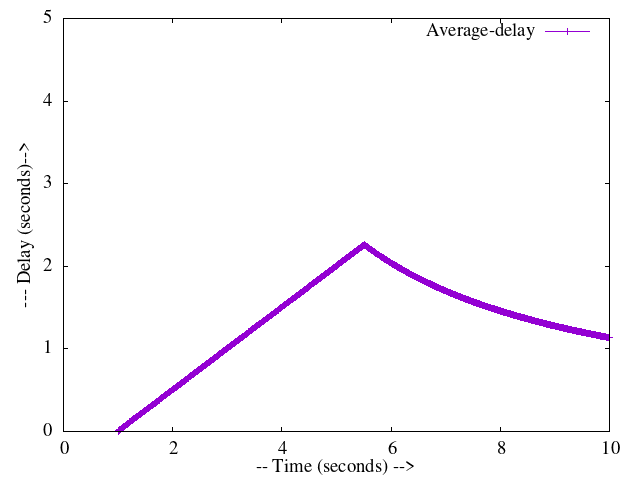 5
Average-delay
4
3
2
1
0
--- Delay (seconds)-->
0 2 4 6 8 10
-- Time (seconds) -->